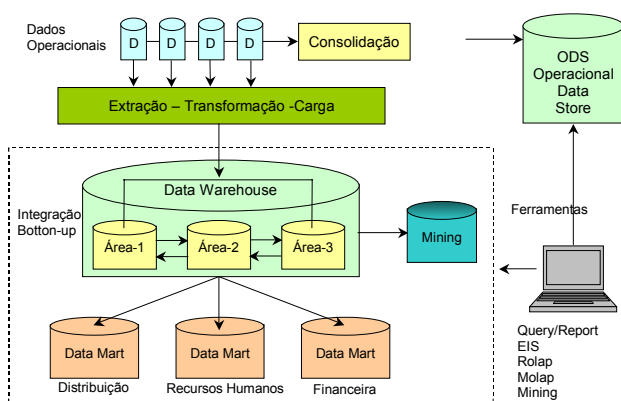 Dados
Operacionais
D
D
D
D
Consolidação
ODS
Operacional
Data
Store
Extração – Transformação -Carga
Data Warehouse
Integração
Botton-up
Área-1
Área-2
Área-3
Mining
Ferramentas
Data Mart
Data Mart
Data Mart
Distribuição
Recursos Humanos
Financeira
Query/Report
EIS
Rolap
Molap
Mining